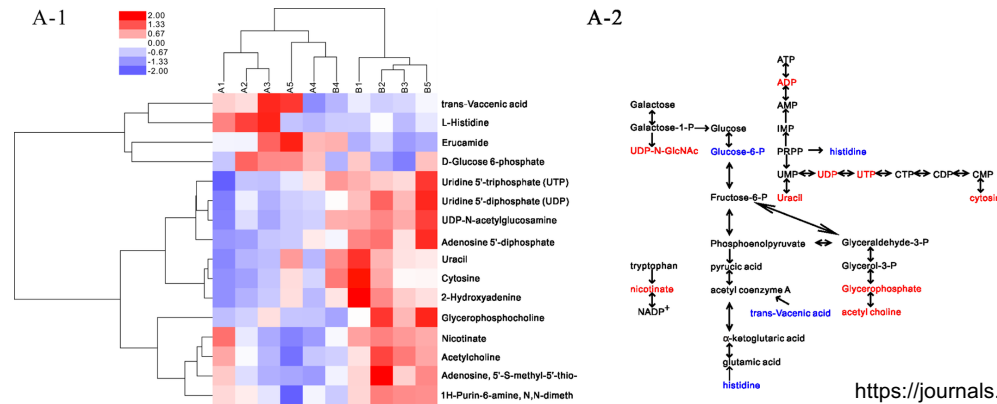 A-1
2.00
1.33
0.67
0.00
-0.67
-1.33
-2.00
A1 A2 A3 A5 A4 B4 B1 B2 B3 B5
trans-Vaccenic acid
L-Histidine
Erucamide
D-Glucose 6-phosphate
Uridine 5'-triphosphate (UTP)
Uridine 5'-diphosphate (UDP)
UDP-N-acetylglucosamine
Adenosine 5'-diphosphate
Uracil
Cytosine
2-Hydroxyadenine
Glycerophosphocholine
Nicotinate
Acetylcholine
Adenosine, 5'-S-methyl-5'-thio-
1H-Purin-6-amine, N,N-dimeth
A-2
ATP
ADP
AMP
IMP
PRPP histidine
UMP UDP UTP CTP CDP CMP
Uracil cytosin
Galactose
Galactose-1-P Glucose
UDP-N-GlcNAc Glucose-6-P
Fructose-6-P
Phosphoenolpyruvate Glyceraldehyde-3-P
tryptophan pyrucic acid Glycerol-3-P
nicotinate acetyl coenzyme A Glycerophosphate
NADP+ trans-Vacenic acid acetyl choline
α-ketoglutaric acid
glutamic acid
histidine
https://journals.